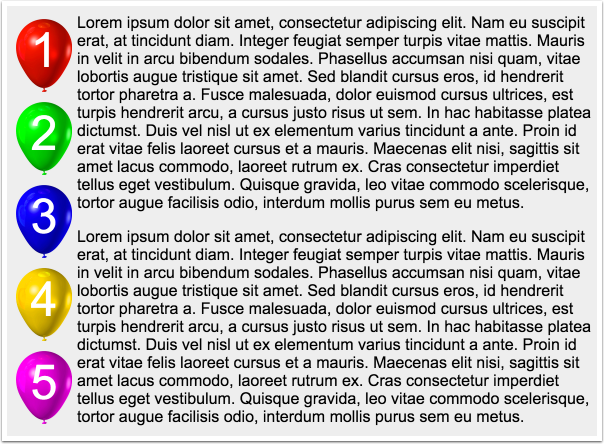 1
2
3
4
5
Lorem ipsum dolor sit amet, consectetur adipiscing elit. Nam eu suscipit
erat, at tincidunt diam. Integer feugiat semper turpis vitae mattis. Mauris
in velit in arcu bibendum sodales. Phasellus accumsan nisi quam, vitae
lobortis augue tristique sit amet. Sed blandit cursus eros, id hendrerit
tortor pharetra a. Fusce malesuada, dolor euismod cursus ultrices, est
turpis hendrerit arcu, a cursus justo risus ut sem. In hac habitasse platea
dictumst. Duis vel nisl ut ex elementum varius tincidunt a ante. Proin id
erat vitae felis laoreet cursus et a mauris. Maecenas elit nisi, sagittis sit
amet lacus commodo, laoreet rutrum ex. Cras consectetur imperdiet
tellus eget vestibulum. Quisque gravida, leo vitae commodo scelerisque,
tortor augue facilisis odio, interdum mollis purus sem eu metus.
Lorem ipsum dolor sit amet, consectetur adipiscing elit. Nam eu suscipit
erat, at tincidunt diam. Integer feugiat semper turpis vitae mattis. Mauris
in velit in arcu bibendum sodales. Phasellus accumsan nisi quam, vitae
lobortis augue tristique sit amet. Sed blandit cursus eros, id hendrerit
tortor pharetra a. Fusce malesuada, dolor euismod cursus ultrices, est
turpis hendrerit arcu, a cursus justo risus ut sem. In hac habitasse platea
dictumst. Duis vel nisl ut ex elementum varius tincidunt a ante. Proin id
erat vitae felis laoreet cursus et a mauris. Maecenas elit nisi, sagittis sit
amet lacus commodo, laoreet rutrum ex. Cras consectetur imperdiet
tellus eget vestibulum. Quisque gravida, leo vitae commodo scelerisque,
tortor augue facilisis odio, interdum mollis purus sem eu metus.